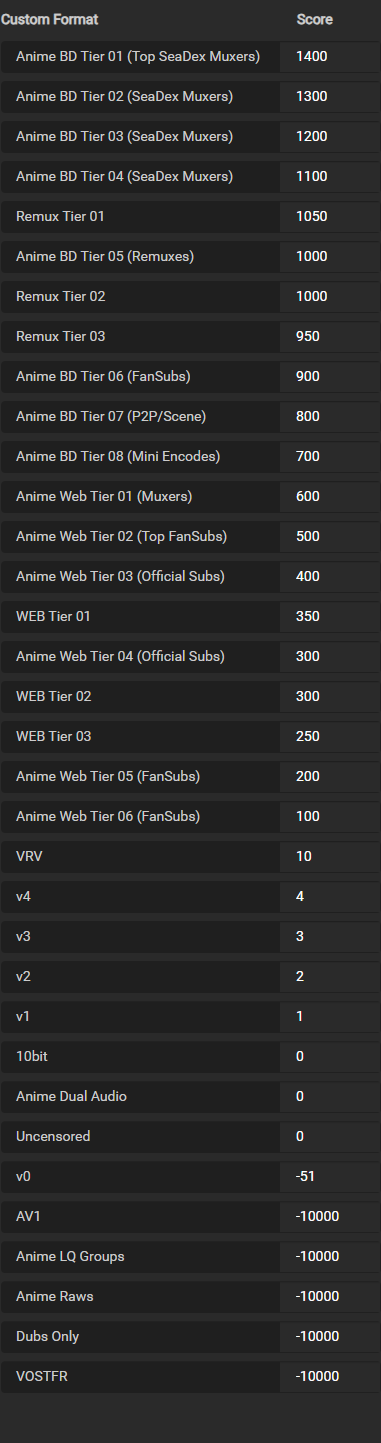 Custom Format Score
Anime BD Tier 01 (Top SeaDex Muxers) 1400
Anime BD Tier 02 (SeaDex Muxers) 1300
Anime BD Tier 03 (SeaDex Muxers) 1200
Anime BD Tier 04 (SeaDex Muxers) 1100
Remux Tier 01 1050
Anime BD Tier 05 (Remuxes) 1000
Remux Tier 02 1000
Remux Tier 03 950
Anime BD Tier 06 (FanSubs) 900
Anime BD Tier 07 (P2P/Scene) 800
Anime BD Tier 08 (Mini Encodes) 700
Anime Web Tier 01 (Muxers) 600
Anime Web Tier 02 (Top FanSubs) 500
Anime Web Tier 03 (Official Subs) 400
WEB Tier 01 350
Anime Web Tier 04 (Official Subs) 300
WEB Tier 02 300
WEB Tier 03 250
Anime Web Tier 05 (FanSubs) 200
Anime Web Tier 06 (FanSubs) 100
VRV 10
v4 4
v3 3
v2 2
v1 1
10bit 0
Anime Dual Audio 0
Uncensored 0
v0 -51
AV1 -10000
Anime LQ Groups -10000
Anime Raws -10000
Dubs Only -10000
VOSTFR -10000